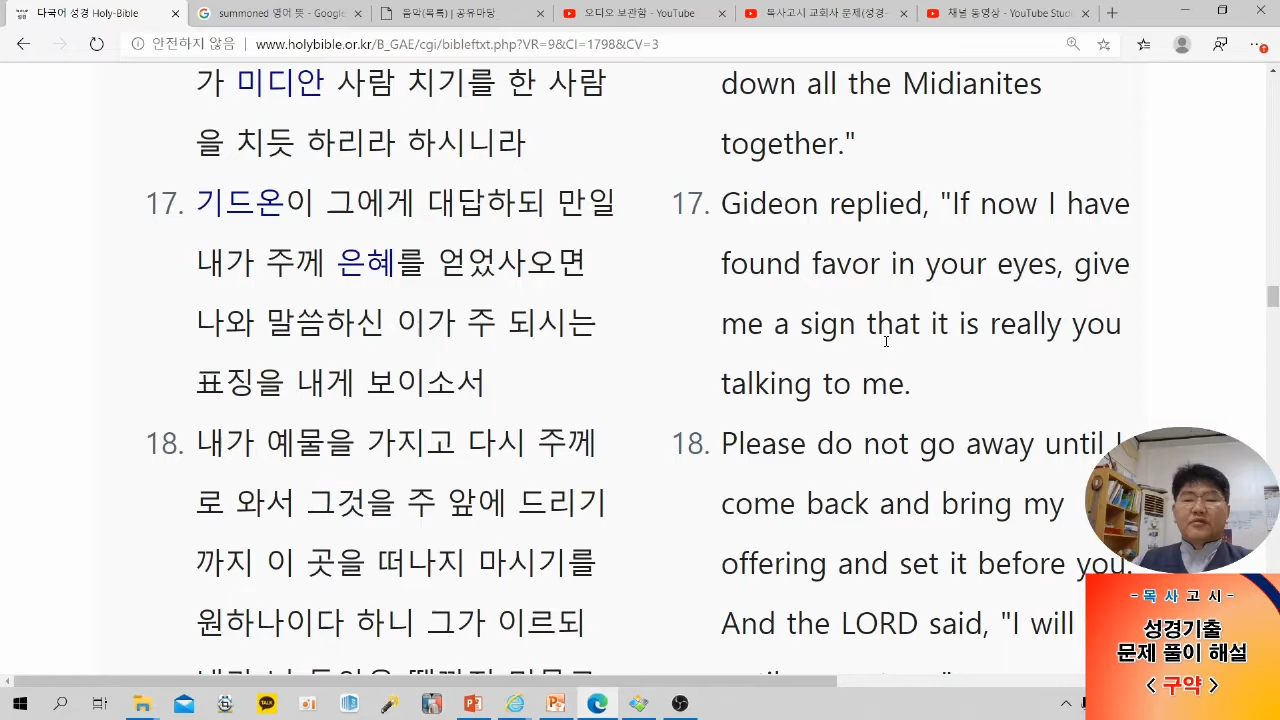 다국어 성경 Holy-Bible
summoned 영어 뜻 - Google
음악(목록) | 공유마당
오디오 보관함 - YouTube
목사고시 교회사 문제(성경-
채널 동영상 - YouTube Stud
안전하지 않음
www.holybible.or.kr/B_GAE/cgi/bibleftxt.php?VR=9&CI=1798&CV=3
가 미디안 사람 치기를 한 사람
을 치듯 하리라 하시니라
17. 기드온이 그에게 대답하되 만일
내가 주께 은혜를 얻었사오면
나와 말씀하신 이가 주 되시는
표징을 내게 보이소서
18. 내가 예물을 가지고 다시 주께
로 와서 그것을 주 앞에 드리기
까지 이 곳을 떠나지 마시기를
원하나이다 하니 그가 이르되
down all the Midianites
together."
17. Gideon replied, "If now I have
found favor in your eyes, give
me a sign that it is really you
talking to me.
18. Please do not go away until I
come back and bring my
offering and set it before you.
And the LORD said, "I will
- 목 사 고 시 -
성경기출
문제 풀이 해설
< 구약 >
TALK